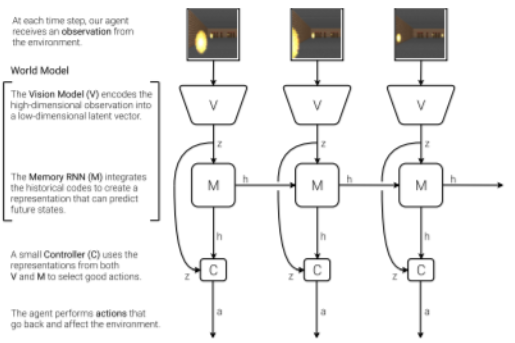 At each time step, our agent
receives an observation from
the environment.
World Model
The Vision Model (V) encodes the
high-dimensional observation into
a low-dimensional latent vector.
The Memory RNN (M) integrates
the historical codes to create a
representation that can predict
future states.
A small Controller (C) uses the
representations from both
V and M to select good actions.
The agent performs actions that
go back and affect the environment.
V V V
z z z
M h M h M h
h h h
z C z C z C
a a a